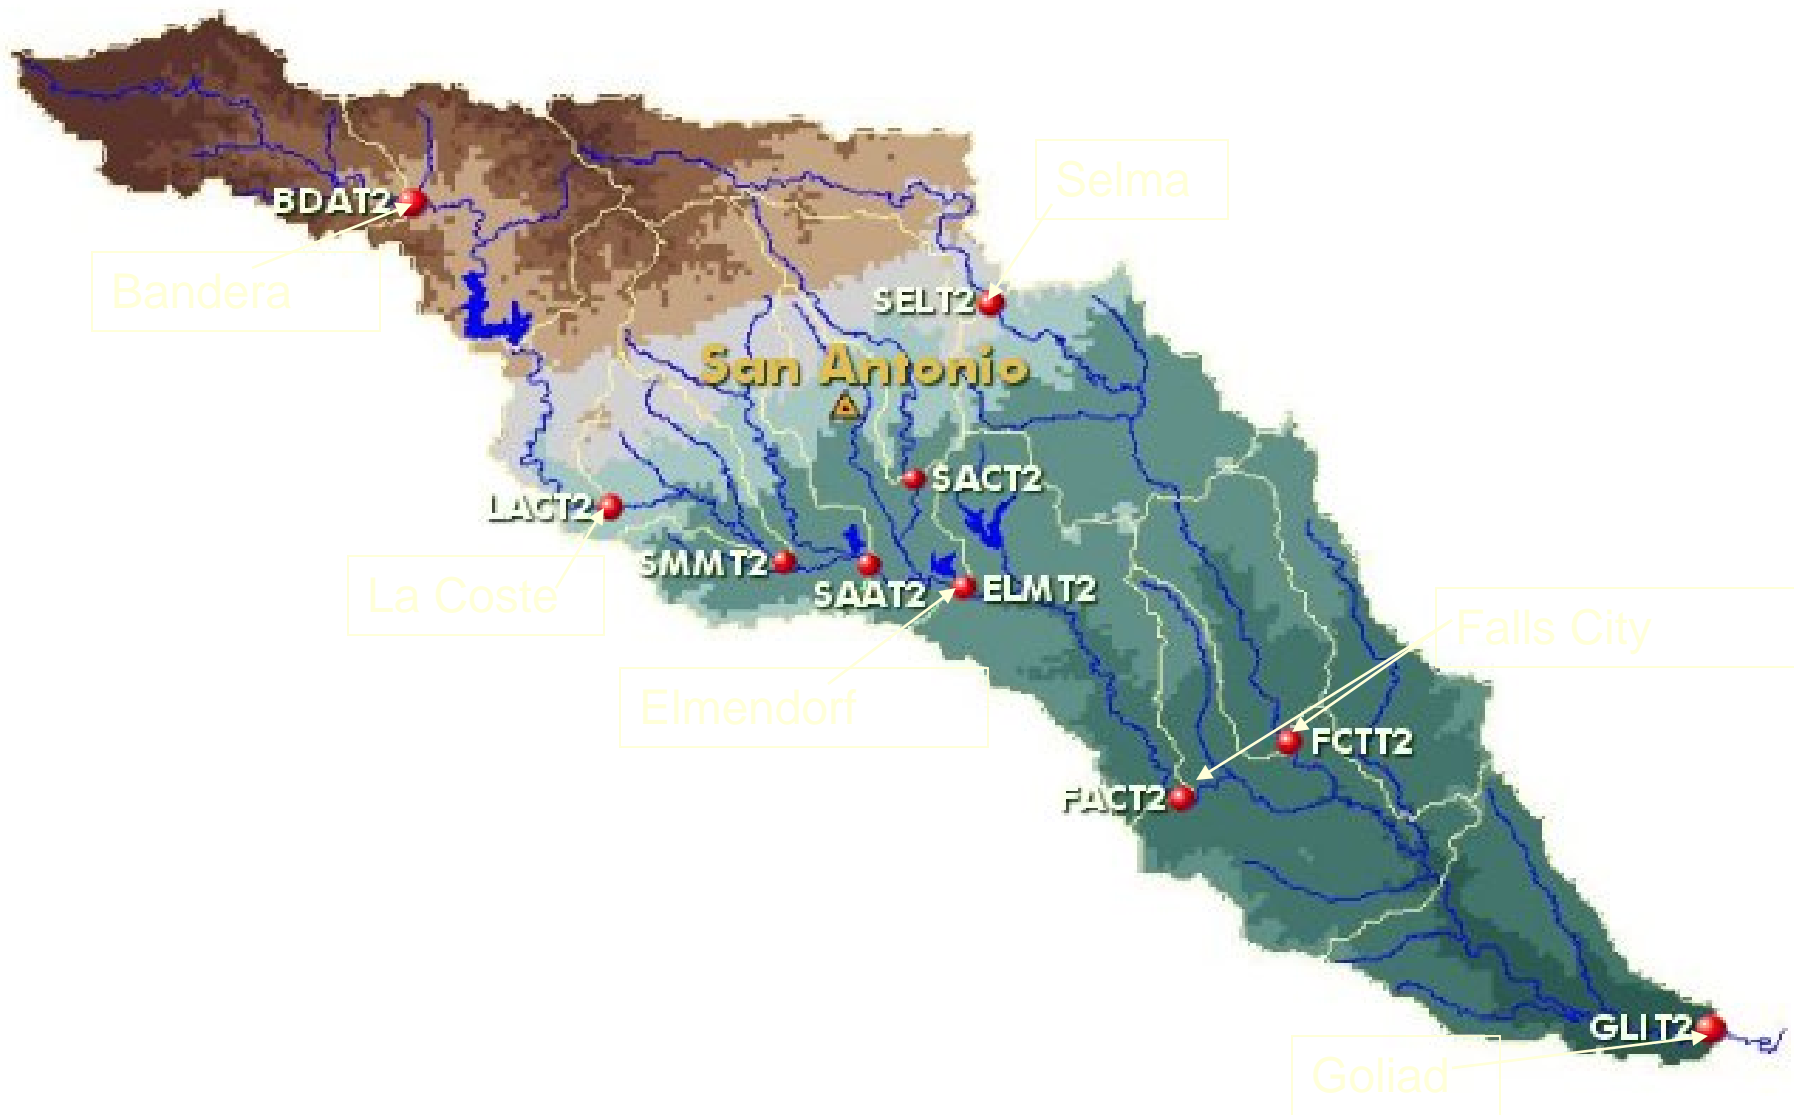 Selma
BDAT2
Bandera
SELT2
San Antonio
SACT2
LACT2
SMMT2
SAAT2
ELMT2
La Coste
Falls City
Elmendorf
FCTT2
FACT2
GLIT2
Goliad